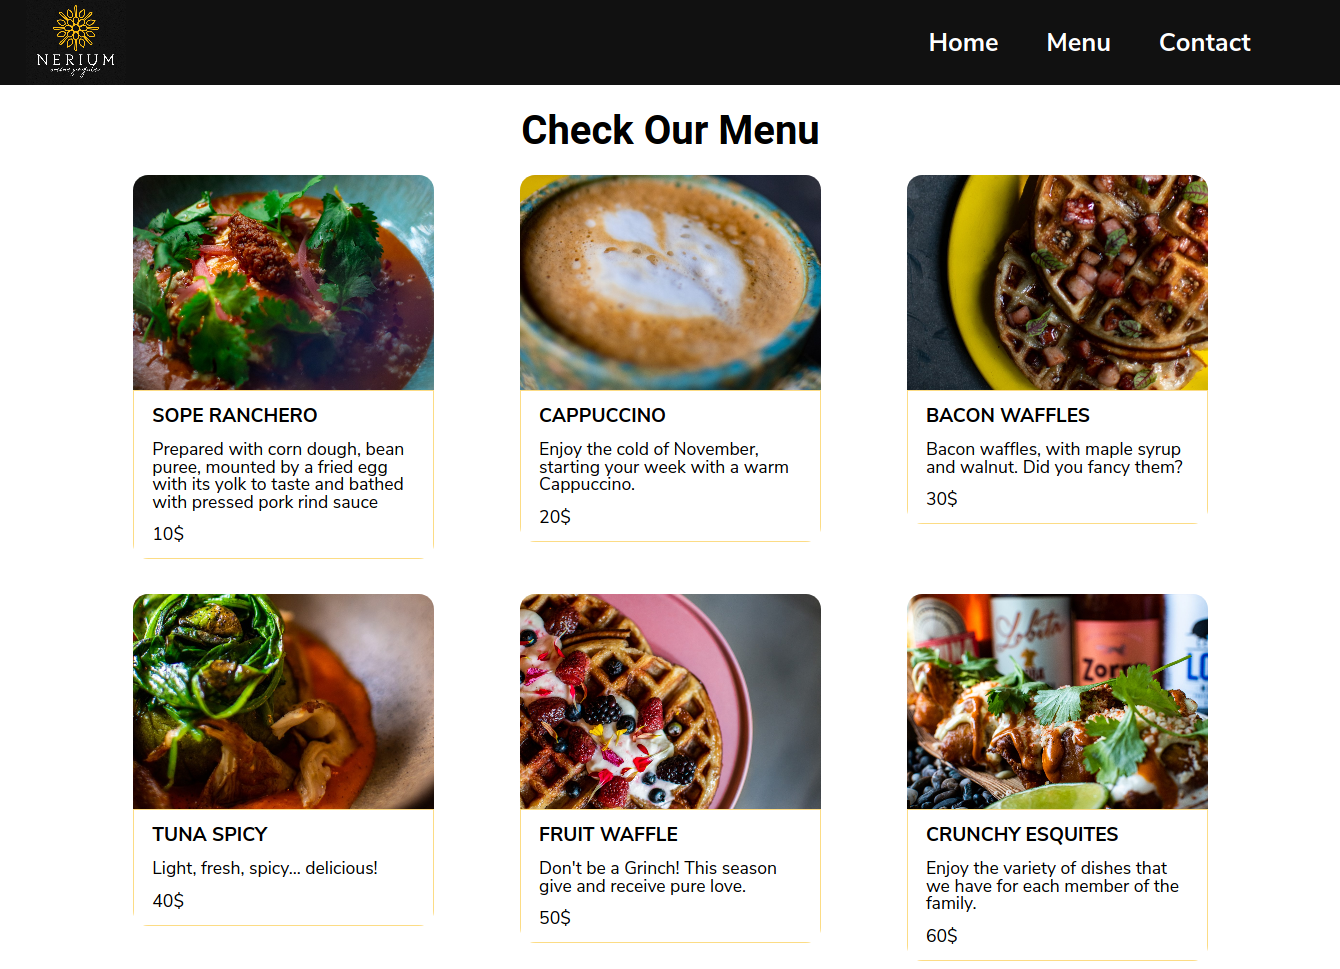 NERIUM
Home Menu Contact
Check Our Menu
SOPE RANCHERO
Prepared with corn dough, bean
puree, mounted by a fried egg
with its yolk to taste and bathed
with pressed pork rind sauce
10$
CAPPUCCINO
Enjoy the cold of November,
starting your week with a warm
Cappuccino.
20$
BACON WAFFLES
Bacon waffles, with maple syrup
and walnut. Did you fancy them?
30$
Lobita
Zor
LO
TUNA SPICY
Light, fresh, spicy... delicious!
40$
FRUIT WAFFLE
Don't be a Grinch! This season
give and receive pure love.
50$
CRUNCHY ESQUITES
Enjoy the variety of dishes that
we have for each member of the
family.
60$